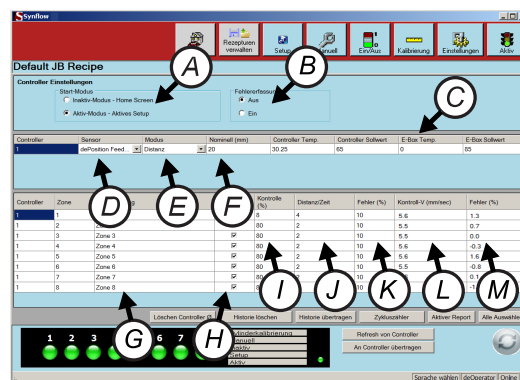 Synflow
Rezepturen
verwalten
Setup
Manuell
Ein/Aus
Kalibrierung
Einstellungen
Aktiv
Default JB Recipe
Controller Einstellungen
Start-Modus
Inaktiv-Modus - Home Screen
Aktiv-Modus - Aktives Setup
Fehlererfassung
Aus
Ein
A
B
C
Controller Sensor Modus Nominell (mm) Controller Temp. Controller Sollwert E-Box Temp. E-Box Sollwert
1 dePosition Feed... Distanz 20 30.25 65 0 85
D E F
Controller Zone Kontrolle (%) Distanz/Zeit Fehler (%) Kontroll-V (mm/sec) Fehler (%)
1 1 8 4 10 5.6 1.3
1 2 80 2 10 5.5 0.7
1 3 Zone 3 80 2 10 5.5 0.0
1 4 Zone 4 80 2 10 5.6 -0.3
1 5 Zone 5 80 2 10 5.6 1.6
1 6 Zone 6 80 2 10 5.5 -0.8
1 7 Zone 7 80 2 10 0.1
1 8 Zone 8 80 2 10
I J K L M
G H
Löschen Controller Historie löschen Historie übertragen Zykluszähler Aktiver Report Alle Auswählen
1 2 3 4 6 7
Minderkalibrierung
Manuell
Aktiv
Setup
Aktiv
Refresh von Controller
An Controller übertragen
Sprache wählen deOperator Online